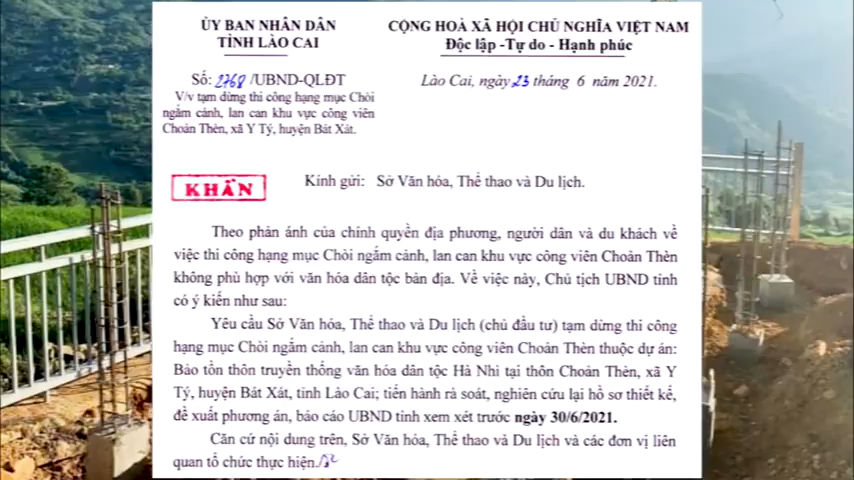 ỦY BAN NHÂN DÂN
TỈNH LÀO CAI
CỘNG HOÀ XÃ HỘI CHỦ NGHĨA VIỆT NAM
Độc lập -Tự do - Hạnh phúc
Số: 2768 /UBND-QLĐT
V/v tạm dừng thi công hạng mục Chòi
ngắm cảnh, lan can khu vực công viên
Choản Thèn, xã Y Tý, huyện Bát Xát.
Lào Cai, ngày 23 tháng 6 năm 2021.
KHẨN
Kính gửi: Sở Văn hóa, Thể thao và Du lịch.
Theo phản ánh của chính quyền địa phương, người dân và du khách về
việc thi công hạng mục Chòi ngắm cảnh, lan can khu vực công viên Choản Thèn
không phù hợp với văn hóa dân tộc bản địa. Về việc này, Chủ tịch UBND tỉnh
có ý kiến như sau:
Yêu cầu Sở Văn hóa, Thể thao và Du lịch (chủ đầu tư) tạm dừng thi công
hạng mục Chòi ngắm cảnh, lan can khu vực công viên Choản Thèn thuộc dự án:
Bảo tồn thôn truyền thống văn hóa dân tộc Hà Nhì tại thôn Choản Thèn, xã Y
Tý, huyện Bát Xát, tỉnh Lào Cai; tiến hành rà soát, nghiên cứu lại hồ sơ thiết kế,
đề xuất phương án, báo cáo UBND tỉnh xem xét trước ngày 30/6/2021.
Căn cứ nội dung trên, Sở Văn hóa, Thể thao và Du lịch và các đơn vị liên
quan tổ chức thực hiện./.